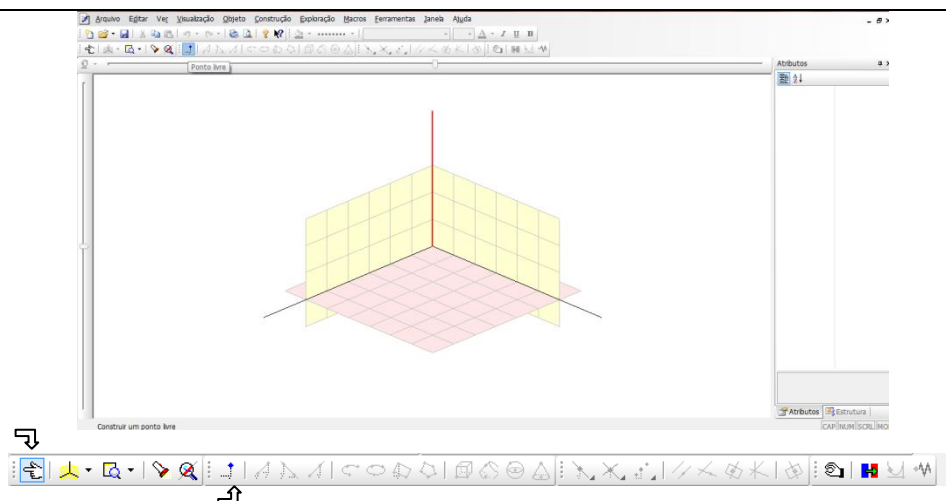 Arquivo Editar Ver Visualização Objeto Construção Exploração Macros Ferramentas Janela Ajuda
A I U
Ponto livre
Atributos
Atributos Estrutura
Construir um ponto livre
CAP NUM SCRL MO